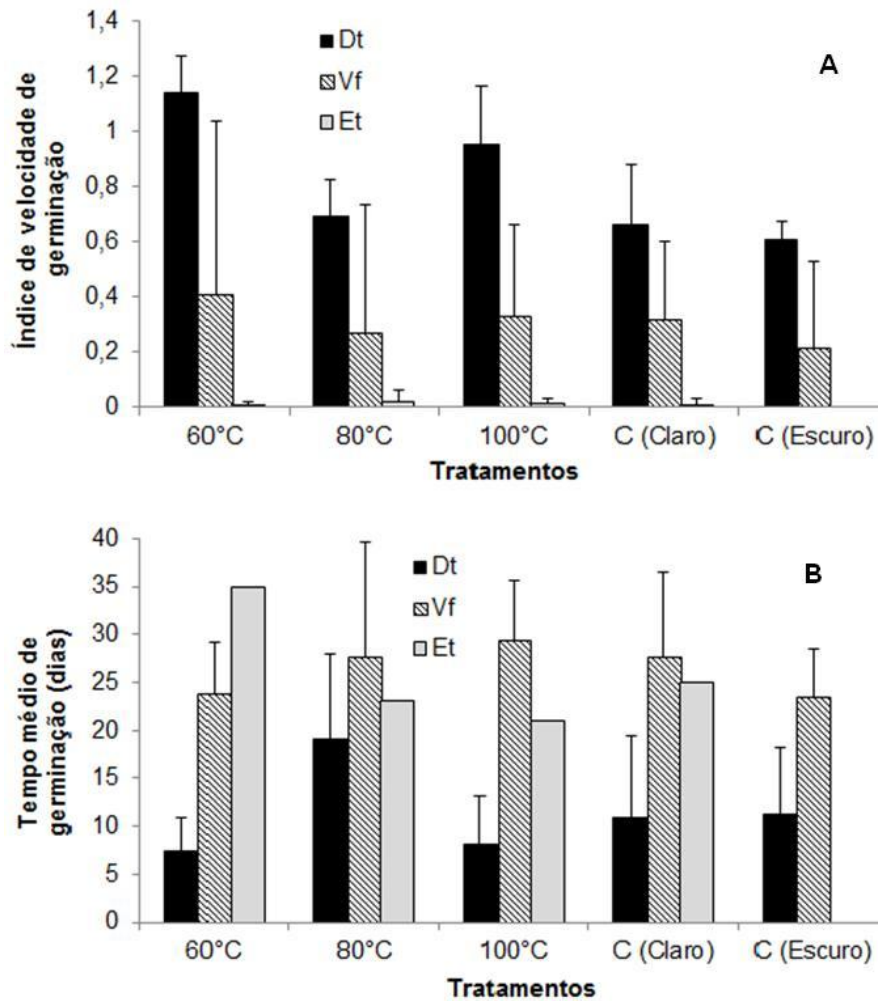 Índice de velocidade de
germinação
1,4
1,2
1
0,8
0,6
0,4
0,2
0
Dt
Vf
Et
A
60°C 80°C 100°C C (Claro) C (Escuro)
Tratamentos
Tempo médio de
germinação (dias)
40
35
30
25
20
15
10
5
0
Dt
Vf
Et
B
60°C 80°C 100°C C (Claro) C (Escuro)
Tratamentos